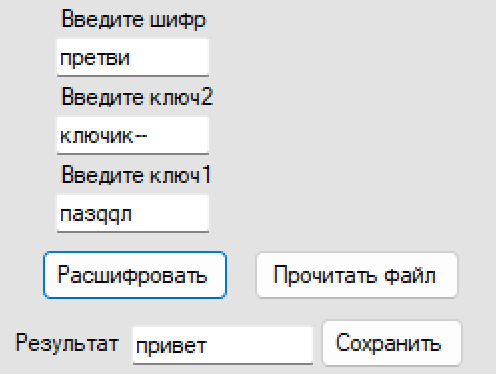 Введите шифр
претви
Введите ключ2
ключик--
Введите ключ1
пазqqл
Расшифровать Прочитать файл
Результат привет Сохранить